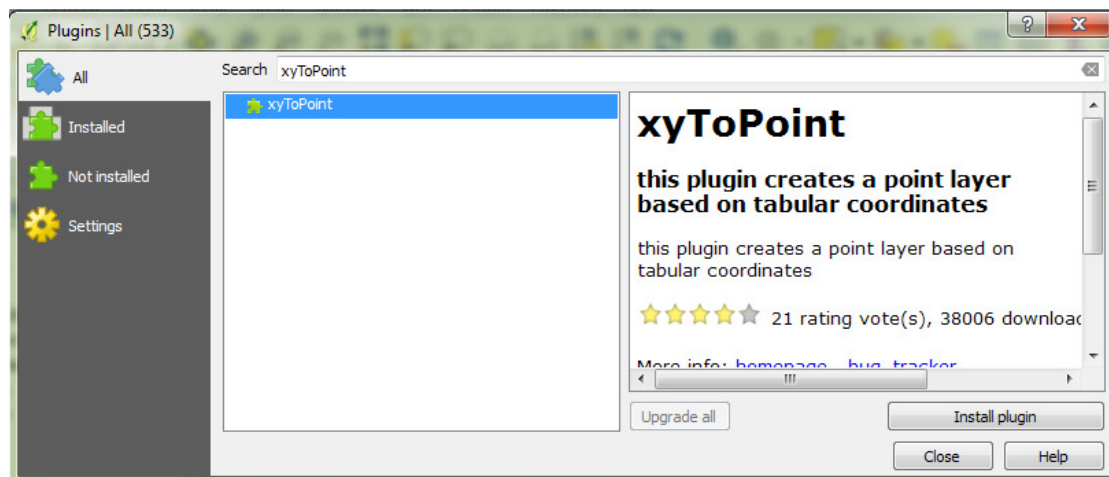 Plugins | All (533)
All
Installed
Not installed
Settings
Search xyToPoint
xyToPoint
xyToPoint
this plugin creates a point layer
based on tabular coordinates
this plugin creates a point layer based on
tabular coordinates
21 rating vote(s), 38006 downloac
More info: homepage bug tracker
Upgrade all
Install plugin
Close
Help